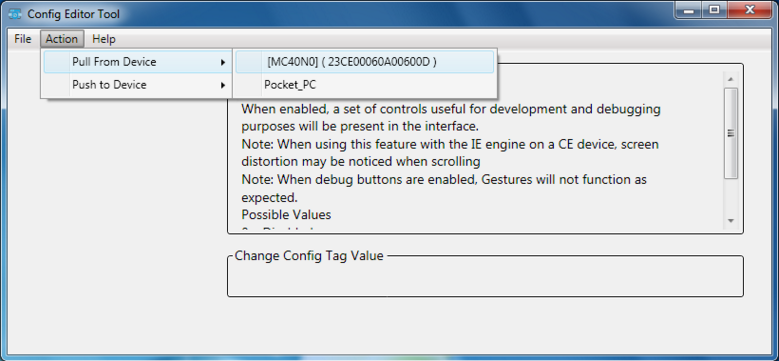 Config Editor Tool
File Action Help
Pull From Device [MC40N0] ( 23CE00060A00600D )
Push to Device Pocket_PC
When enabled, a set of controls useful for development and debugging
purposes will be present in the interface.
Note: When using this feature with the IE engine on a CE device, screen
distortion may be noticed when scrolling
Note: When debug buttons are enabled, Gestures will not function as
expected.
Possible Values
Change Config Tag Value